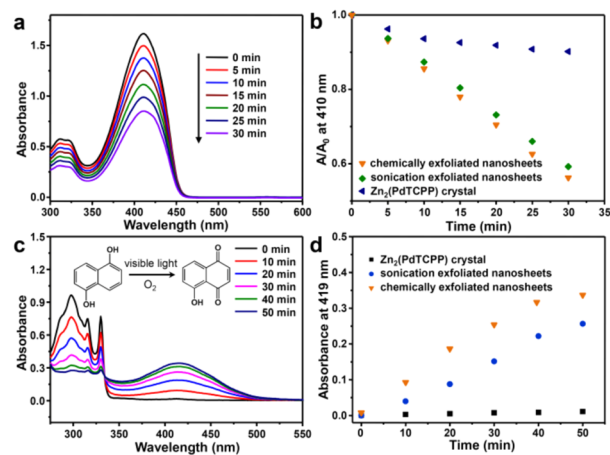 a
Absorbance
1.5
1.0
0.5
0.0
300 350 400 450 500 550 600
Wavelength (nm)
0 min
5 min
10 min
15 min
20 min
25 min
30 min
b
A/A0 at 410 nm
1.0
0.8
0.6
0 5 10 15 20 25 30 35
Time (min)
chemically exfoliated nanosheets
sonication exfoliated nanosheets
Zn2(PdTCPP) crystal
c
Absorbance
1.5
1.2
0.9
0.6
0.3
0.0
300 350 400 450 500 550
Wavelength (nm)
OH
OH
visible light
O2
O
OH O
0 min
10 min
20 min
30 min
40 min
50 min
d
Absorbance at 419 nm
0.5
0.4
0.3
0.2
0.1
0.0
0 10 20 30 40 50
Time (min)
Zn2(PdTCPP) crystal
sonication exfoliated nanosheets
chemically exfoliated nanosheets